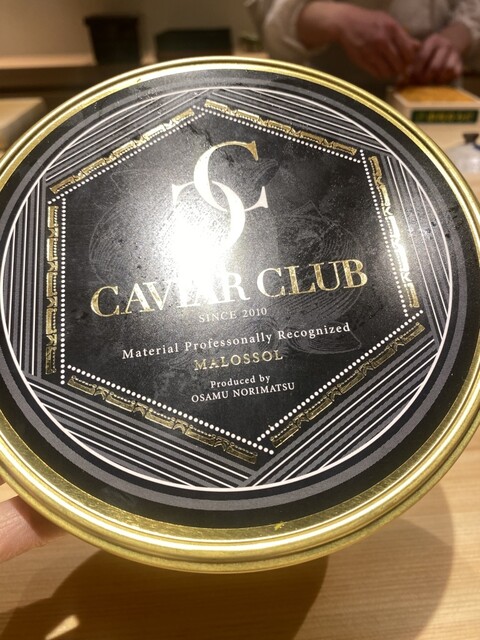 CC
CAVIAR CLUB
SINCE 2010
Material Professonally Recognized
MALOSSOL
Produced by
OSAMU NORIMATSU